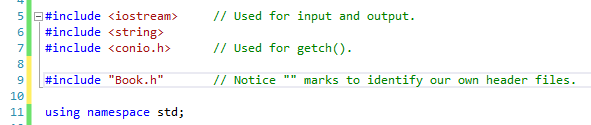 4
5 #include <iostream> // Used for input and output.
6 #include <string>
7 #include <conio.h> // Used for getch().
8
9 #include "Book.h" // Notice "" marks to identify our own header files.
10
11 using namespace std;